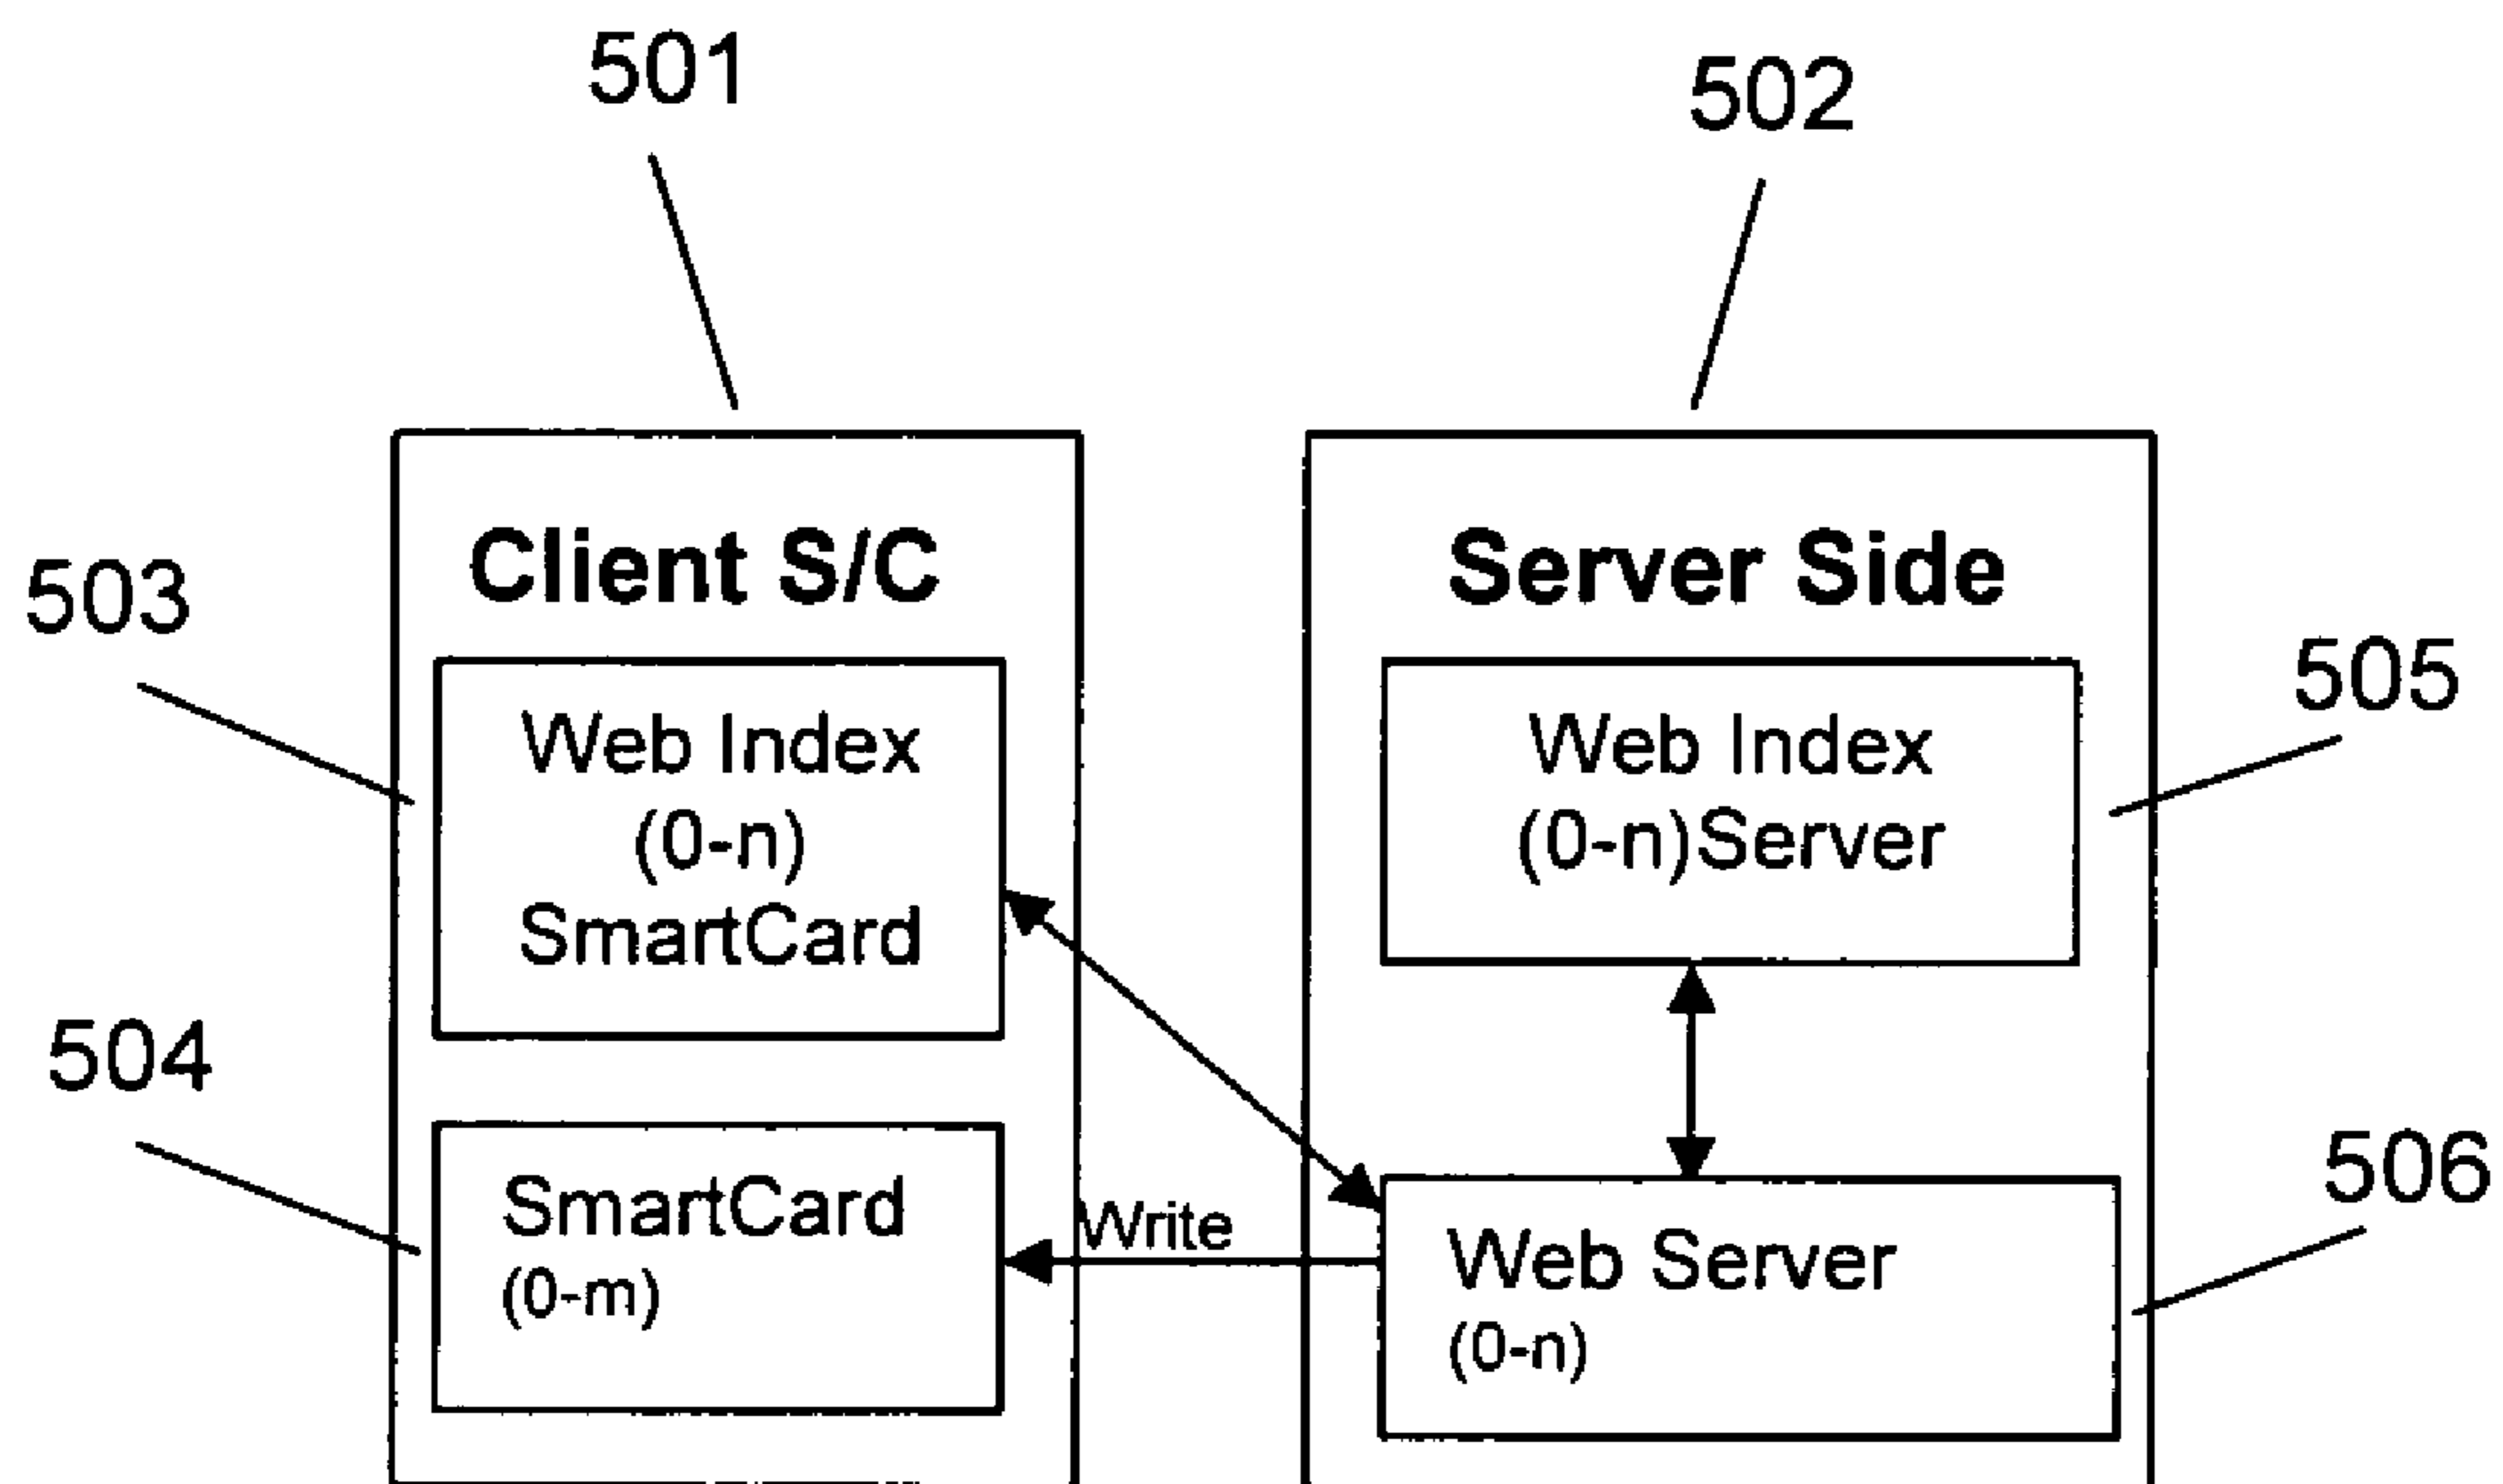 501
502
Client S/C
Server Side
503
Web Index
(0-n)
SmartCard
Web Index
(0-n)Server
505
504
SmartCard
(0-m)
Write
Web Server
(0-n)
506